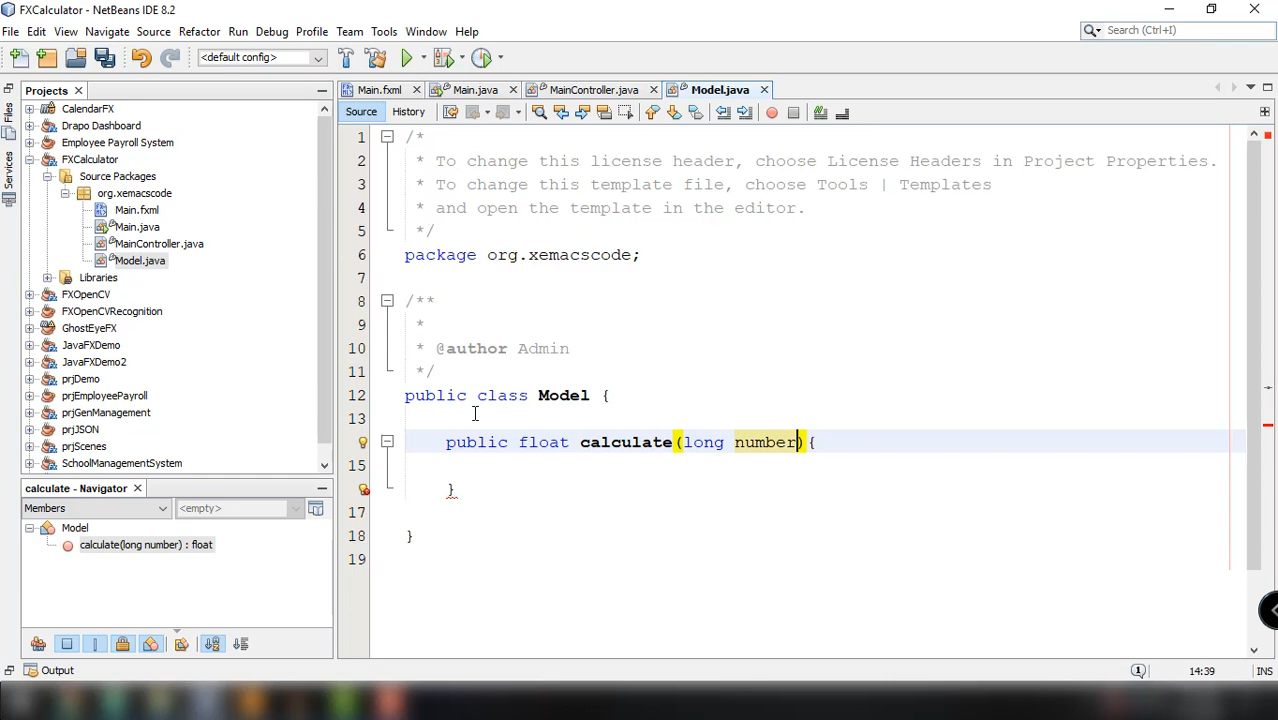 FXCalculator - NetBeans IDE 8.2
File Edit View Navigate Source Refactor Run Debug Profile Team Tools Window Help
Search (Ctrl+I)
<default config>
Projects
Main.fxml Main.java MainController.java Model.java
Files
Services
Source History
CalendarFX
Drapo Dashboard
Employee Payroll System
FXCalculator
Source Packages
org.xemacscode
Main.fxml
Main.java
MainController.java
Model.java
Libraries
FXOpenCV
FXOpenCVRecognition
GhostEyeFX
JavaFXDemo
JavaFXDemo2
prjDemo
prjEmployeePayroll
prjGenManagement
prjJSON
prjScenes
SchoolManagementSystem
1 /*
2 * To change this license header, choose License Headers in Project Properties.
3 * To change this template file, choose Tools | Templates
4 * and open the template in the editor.
5 */
6 package org.xemacscode;
7
8 /**
9 *
10 * @author Admin
11 */
12 public class Model {
13
public float calculate(long number){
15
}
17
18 }
19
calculate - Navigator
Members <empty>
Model
calculate(long number) : float
Output
1
14:39 INS